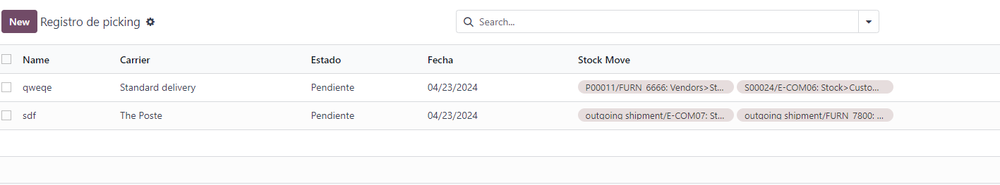 New Registro de picking Search...
Name Carrier Estado Fecha Stock Move
qweqe Standard delivery Pendiente 04/23/2024 P00011/FURN_6666: Vendors>St... S00024/E-COM06: Stock>Custo...
sdf The Poste Pendiente 04/23/2024 outgoing shipment/E-COM07: St... outgoing shipment/FURN_7800: ...